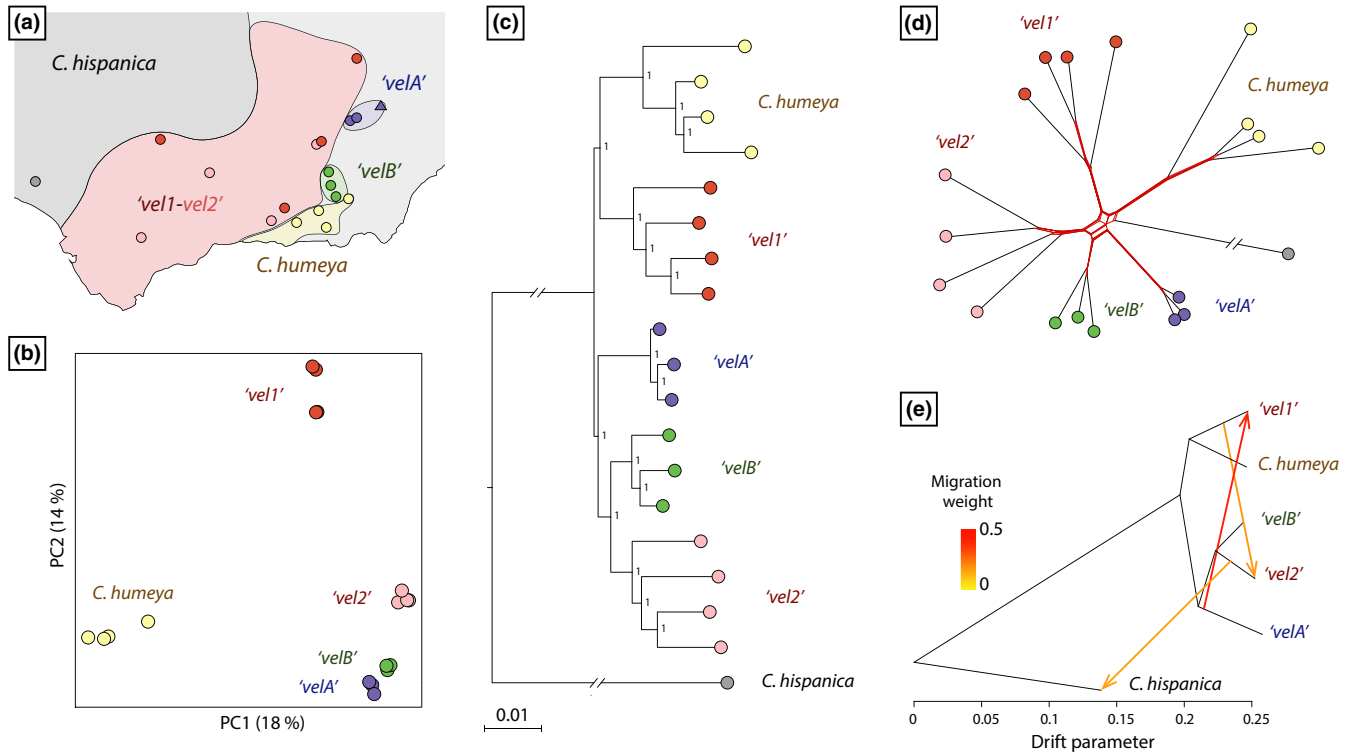 (a)
C. hispanica
'velA'
'velB'
'vel1-vel2'
C. humeya
(b)
'vel1'
C. humeya
'vel2'
'velB'
'velA'
PC2 (14 %)
PC1 (18 %)
(c)
1
1
1
C. humeya
1
1
1
'vel1'
1
1
1
'velA'
1
1
1
1
'velB'
1
1
1
1
'vel2'
1
C. hispanica
0.01
(d)
'vel1'
C. humeya
'vel2'
'velB'
'velA'
(e)
'vel1'
C. humeya
'velB'
'vel2'
'velA'
C. hispanica
Migration
weight
0.5
0
0 0.05 0.1 0.15 0.2 0.25
Drift parameter